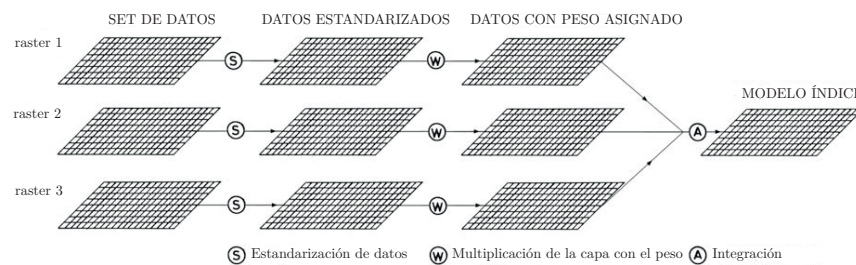 SET DE DATOS
DATOS ESTANDARIZADOS
DATOS CON PESO ASIGNADO
raster 1
S
W
MODELO ÍNDICE
raster 2
S
W
A
raster 3
S
W
S Estandarización de datos
W Multiplicación de la capa con el peso
A Integración